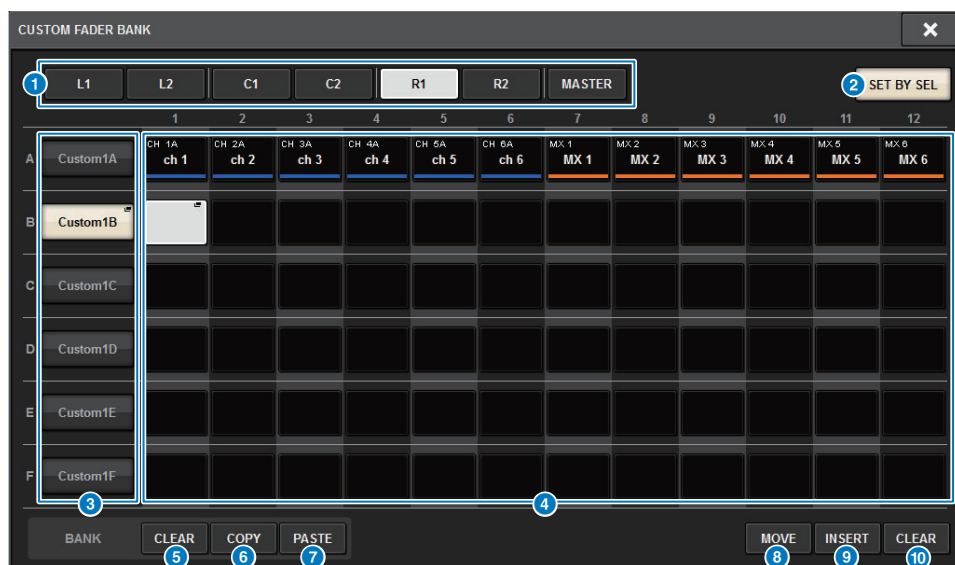 CUSTOM FADER BANK
1 L1 L2 C1 C2 R1 R2 MASTER 2 SET BY SEL
1 2 3 4 5 6 7 8 9 10 11 12
A Custom1A CH 1A CH 2A CH 3A CH 4A CH 5A CH 6A MX 1 MX 2 MX 3 MX 4 MX 5 MX 6
ch 1 ch 2 ch 3 ch 4 ch 5 ch 6 MX 1 MX 2 MX 3 MX 4 MX 5 MX 6
B Custom1B
C Custom1C
D Custom1D
E Custom1E
F Custom1F
3 4
BANK CLEAR COPY PASTE MOVE INSERT CLEAR
5 6 7 8 9 10